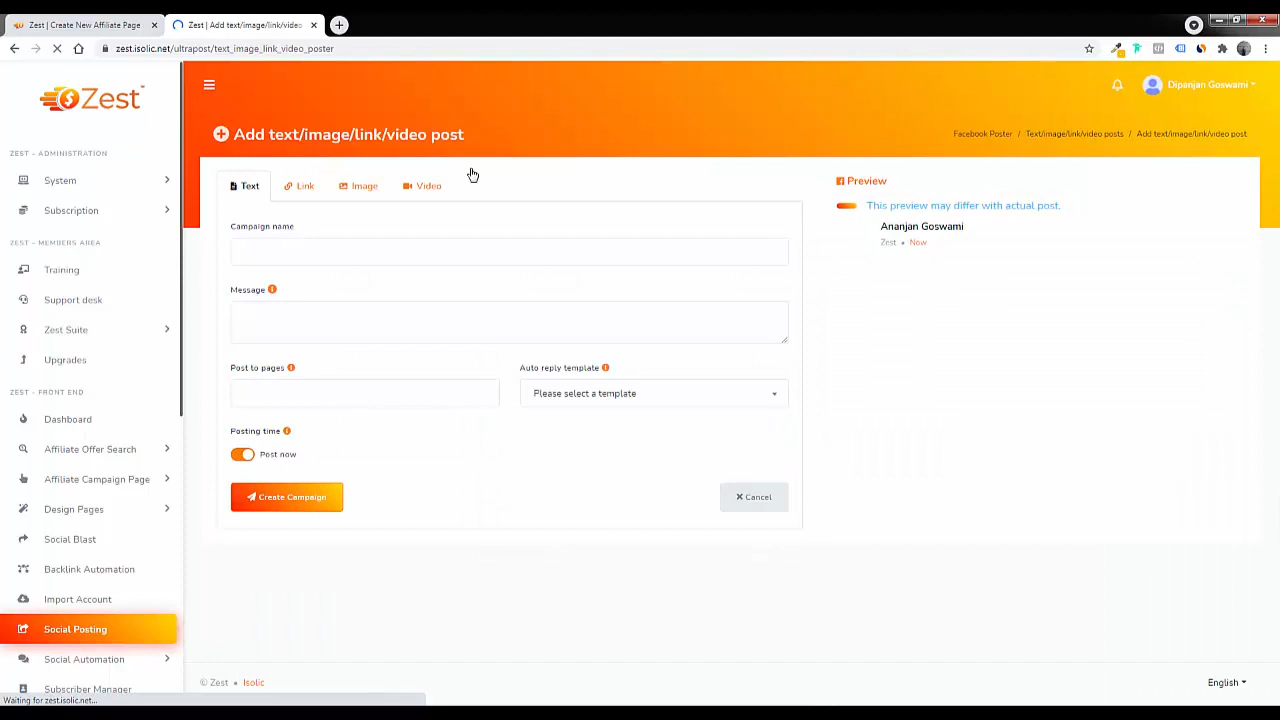 Zest | Create New Affiliate Page
Zest | Add text/image/link/video
zest.isolic.net/ultrapost/text_image_link_video_poster
Zest
Dipanjan Goswami
Add text/image/link/video post
Facebook Poster / Text/image/link/video posts / Add text/image/link/video post
ZEST - ADMINISTRATION
System
Subscription
ZEST - MEMBERS AREA
Training
Support desk
Zest Suite
Upgrades
ZEST - FRONT END
Dashboard
Affiliate Offer Search
Affiliate Campaign Page
Design Pages
Social Blast
Backlink Automation
Import Account
Social Posting
Social Automation
Subscriber Manager
Text Link Image Video
Campaign name
Message
Post to pages
Auto reply template
Please select a template
Posting time
Post now
Create Campaign
Cancel
Preview
This preview may differ with actual post.
Ananjan Goswami
Zest • Now
© Zest • Isolic
English
Waiting for zest.isolic.net...